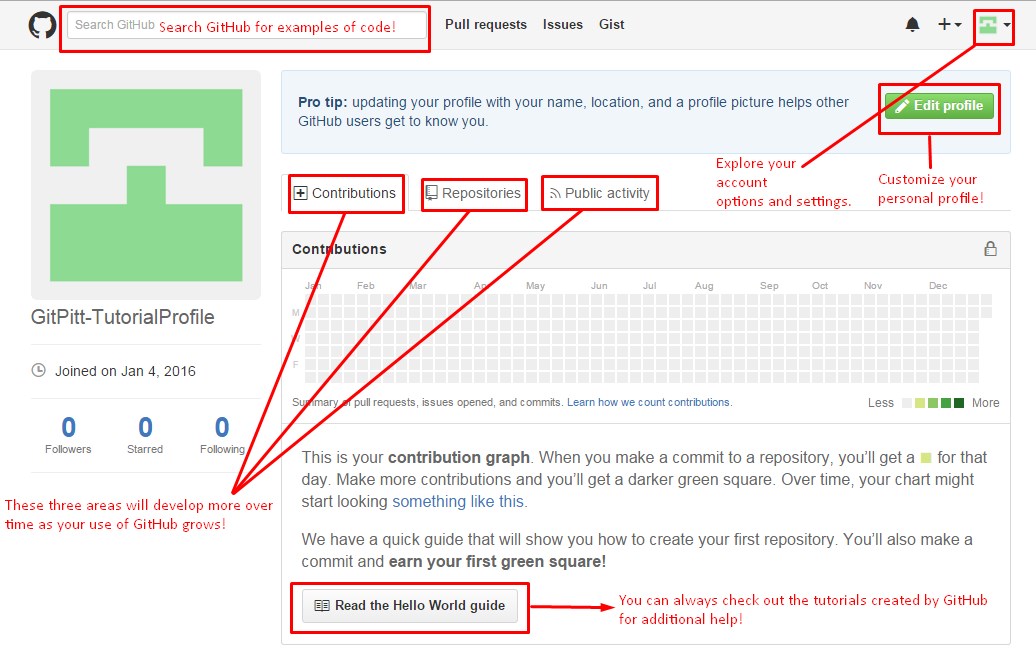 Search GitHub Search GitHub for examples of code!
Pull requests Issues Gist
Pro tip: updating your profile with your name, location, and a profile picture helps other
GitHub users get to know you.
Edit profile
Explore your
account
options and settings.
Customize your
personal profile!
Contributions Repositories Public activity
Contributions
Jan Feb Mar Apr May Jun Jul Aug Sep Oct Nov Dec
M
W
F
Summary of pull requests, issues opened, and commits. Learn how we count contributions.
Less More
GitPitt-TutorialProfile
Joined on Jan 4, 2016
0 0 0
Followers Starred Following
These three areas will develop more over
time as your use of GitHub grows!
This is your contribution graph. When you make a commit to a repository, you'll get a for that
day. Make more contributions and you'll get a darker green square. Over time, your chart might
start looking something like this.
We have a quick guide that will show you how to create your first repository. You'll also make a
commit and earn your first green square!
Read the Hello World guide
You can always check out the tutorials created by GitHub
for additional help!